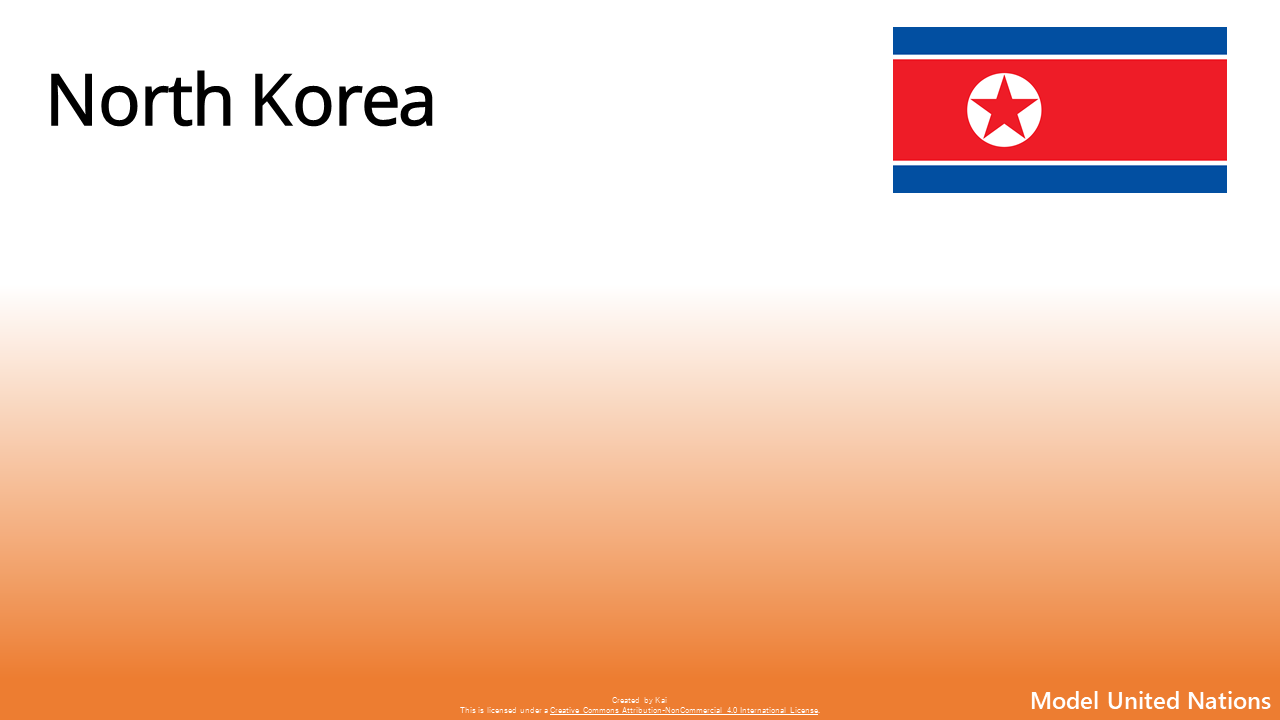 North Korea
Created by Kai
This is licensed under a Creative Commons Attribution-NonCommercial 4.0 International License.
Model United Nations